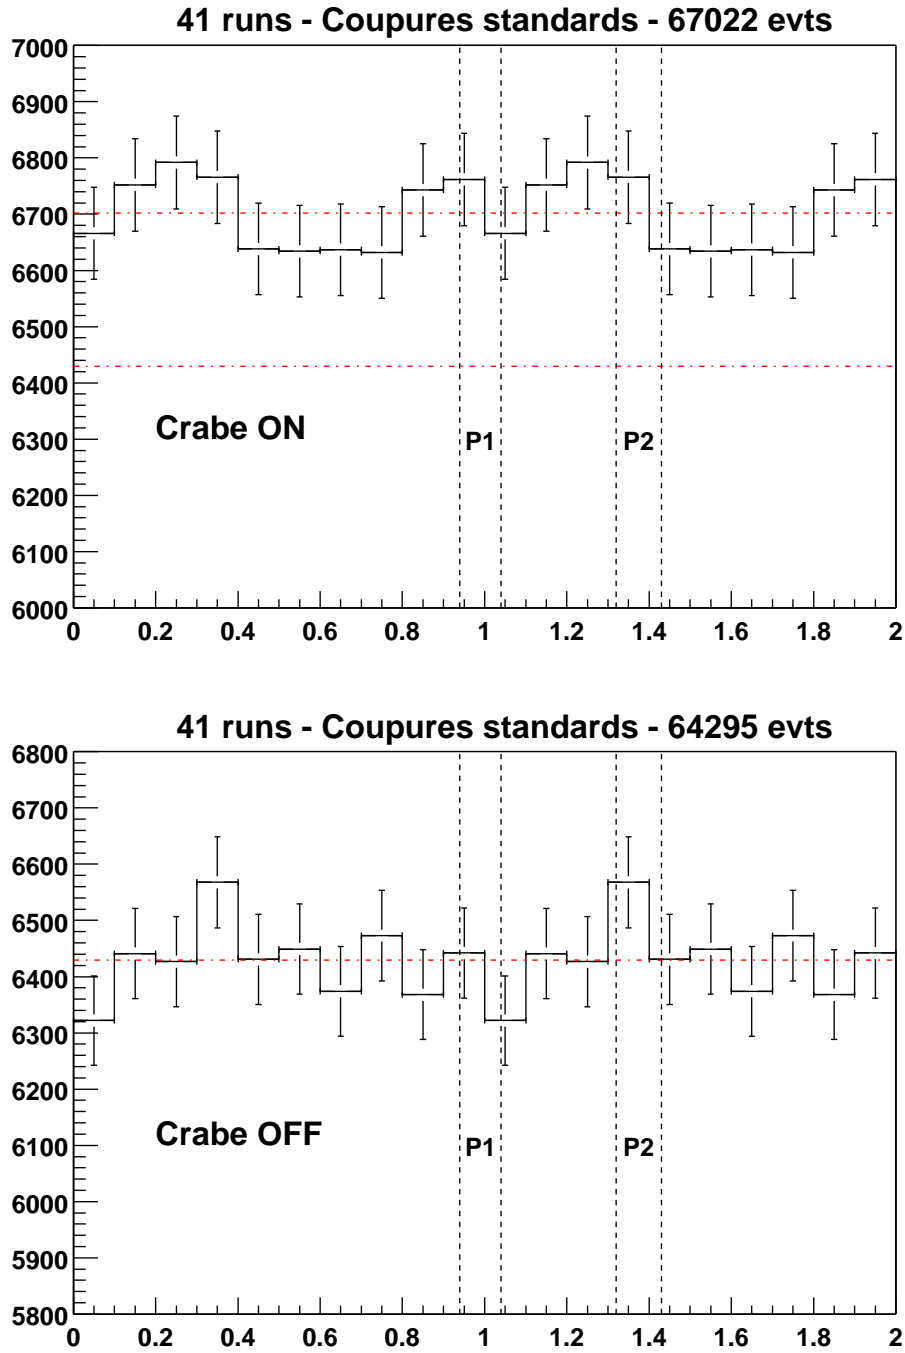 41 runs - Coupures standards - 67022 evts
7000
6900
6800
6700
6600
6500
6400
6300
6200
6100
6000
Crabe ON
P1
P2
0 0.2 0.4 0.6 0.8 1 1.2 1.4 1.6 1.8 2
41 runs - Coupures standards - 64295 evts
6800
6700
6600
6500
6400
6300
6200
6100
6000
5900
5800
Crabe OFF
P1
P2
0 0.2 0.4 0.6 0.8 1 1.2 1.4 1.6 1.8 2